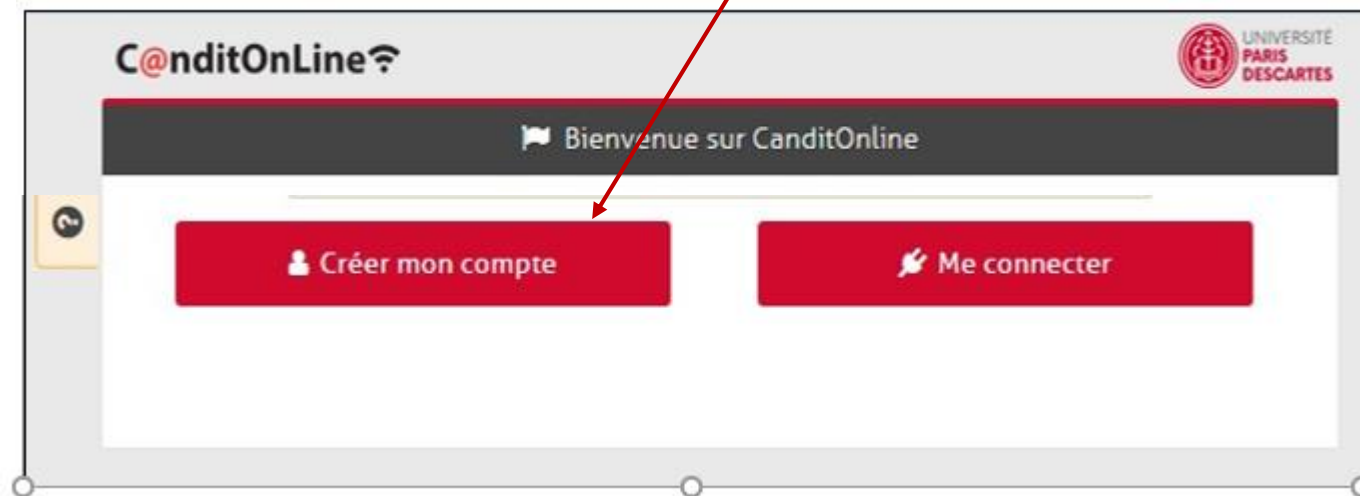 C@nditOnLine
UNIVERSITÉ
PARIS
DESCARTES
Bienvenue sur CanditOnline
?
Créer mon compte
Me connecter